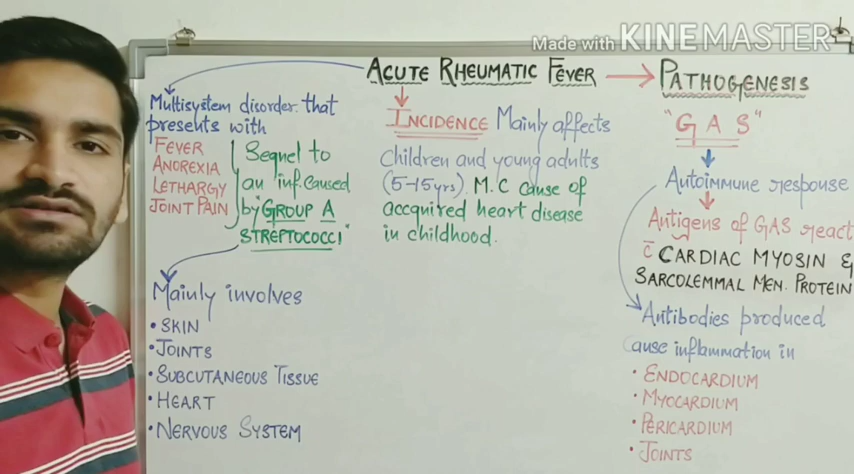 Made with KINEMASTER
ACUTE RHEUMATIC FEVER → PATHOGENESIS
Multisystem disorder that
presents with
FEVER
ANOREXIA
LETHARGY
JOINT PAIN
Sequel to
an inf. caused
by "GROUP A
STREPTOCOCCI"
Mainly involves
• SKIN
• JOINTS
• SUBCUTANEOUS TISSUE
• HEART
• NERVOUS SYSTEM
INCIDENCE Mainly affects
Children and young adults
(5-15yrs). M.C cause of
accquired heart disease
in childhood.
"GAS"
Autoimmune response
Antigens of GAS react
c̄ CARDIAC MYOSIN &
SARCOLEMMAL MEN. PROTEIN
Antibodies produced
Cause inflammation in
• ENDOCARDIUM
• MYOCARDIUM
• PERICARDIUM
• JOINTS